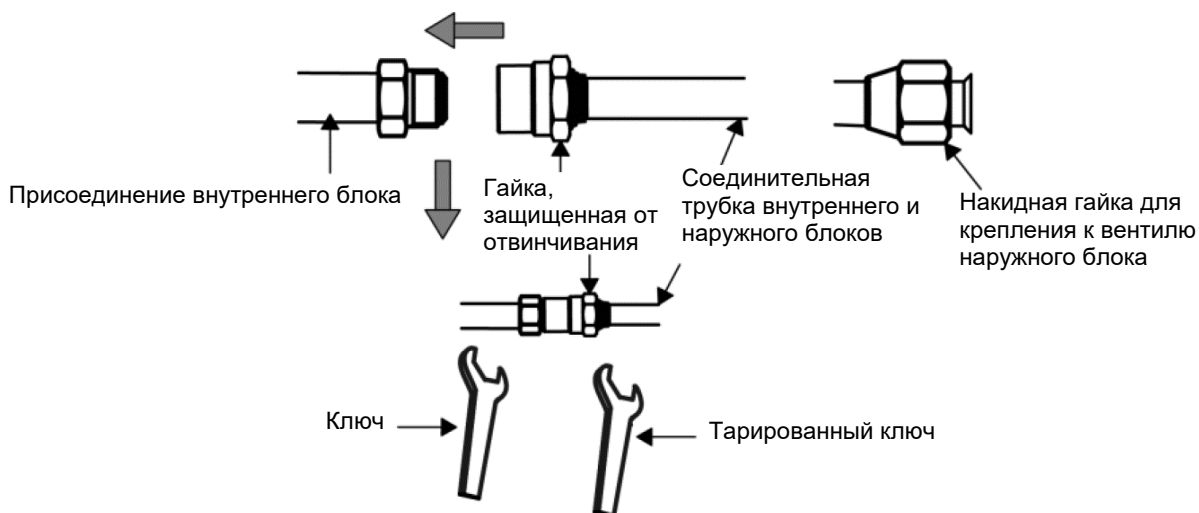 Присоединение внутреннего блока
Гайка,
защищенная от
отвинчивания
Соединительная
трубка внутреннего и
наружного блоков
Накидная гайка для
крепления к вентилю
наружного блока
Ключ
Тарированный ключ